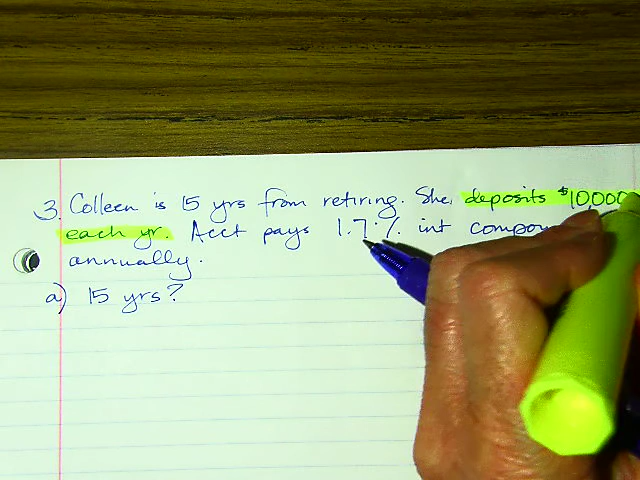 3. Colleen is 15 yrs from retiring. She deposits $10,000
each yr. Acct pays 1.7% int
annually.
a) 15 yrs?